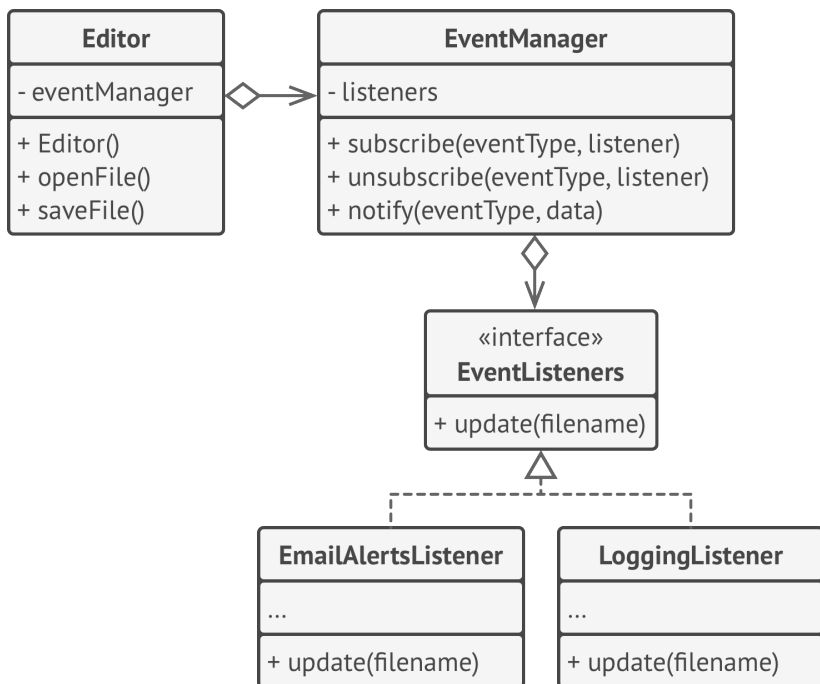 Editor
- eventManager
+ Editor()
+ openFile()
+ saveFile()
EventManager
- listeners
+ subscribe(eventType, listener)
+ unsubscribe(eventType, listener)
+ notify(eventType, data)
«interface»
EventListeners
+ update(filename)
EmailAlertsListener
...
+ update(filename)
LoggingListener
...
+ update(filename)